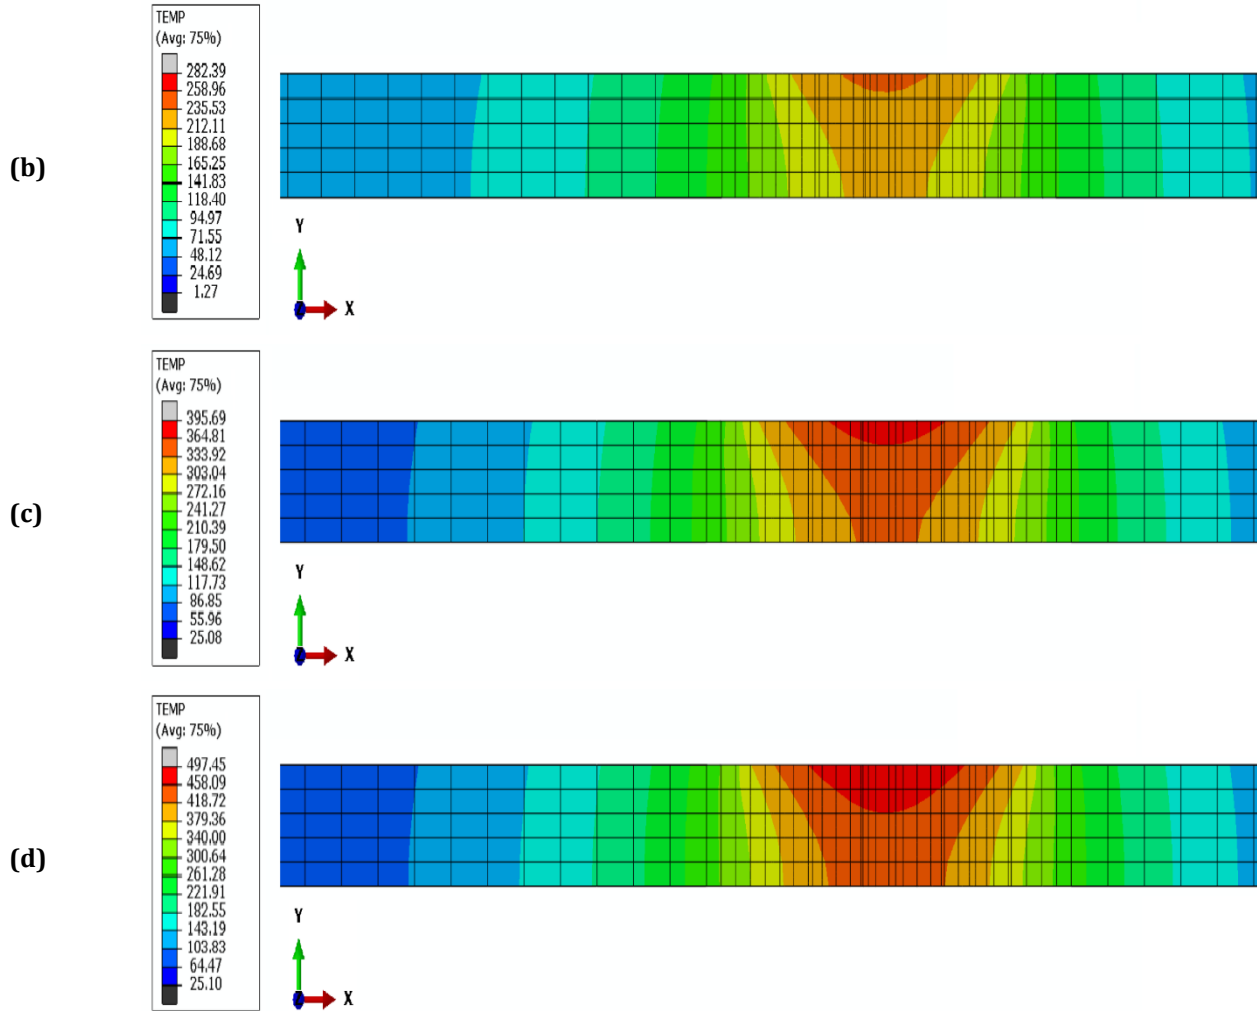 TEMP
(Avg: 75%)
282.39
258.96
235.53
212.11
188.68
165.25
141.83
118.40
94.97
71.55
48.12
24.69
1.27
(b)
Y
Z X
TEMP
(Avg: 75%)
395.69
364.81
333.92
303.04
272.16
241.27
210.39
179.50
148.62
117.73
86.85
55.96
25.08
(c)
Y
Z X
TEMP
(Avg: 75%)
497.45
458.09
418.72
379.36
340.00
300.64
261.28
221.91
182.55
143.19
103.83
64.47
25.10
(d)
Y
Z X